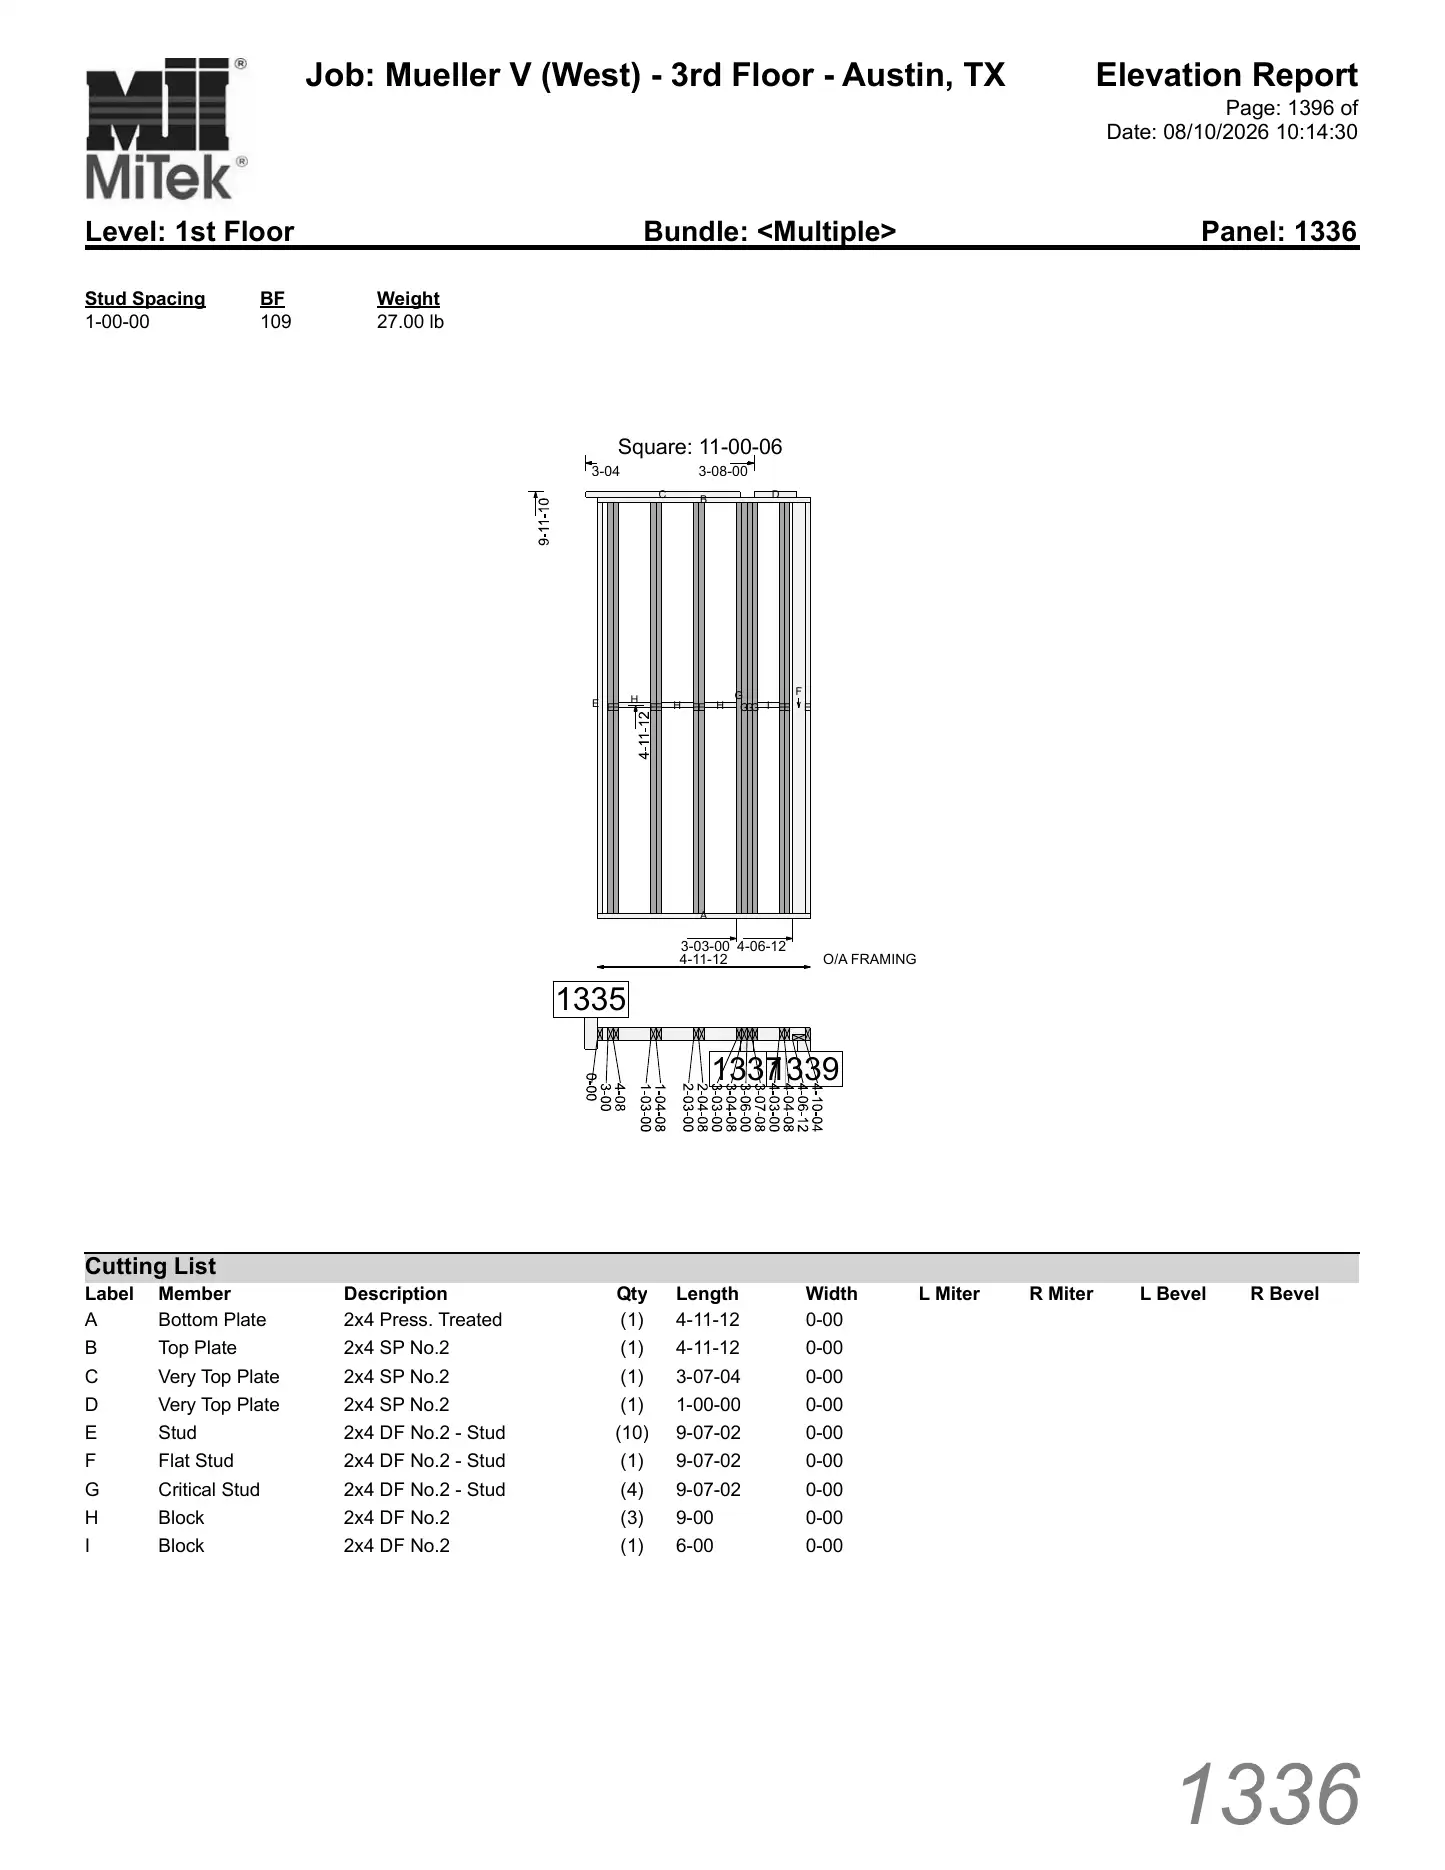 Job: Mueller V (West) - 3rd Floor - Austin, TX
Elevation Report
Page: 1396 of
Date: 08/10/2026 10:14:30
MiTek®
Level: 1st Floor Bundle: <Multiple> Panel: 1336
Stud Spacing BF Weight
1-00-00 109 27.00 lb
Square: 11-00-06
3-04 3-08-00
C B D
9-11-10
E H H H G 333 I F
4-11-12
A
3-03-00 4-06-12
4-11-12 O/A FRAMING
1335
1337 1339
0-00
3-00
4-08
1-03-00
1-04-08
2-03-00
2-04-08
3-03-00
3-04-08
3-06-00
3-07-08
4-03-00
4-04-08
4-06-12
4-10-04
Cutting List
Label Member Description Qty Length Width L Miter R Miter L Bevel R Bevel
A Bottom Plate 2x4 Press. Treated (1) 4-11-12 0-00
B Top Plate 2x4 SP No.2 (1) 4-11-12 0-00
C Very Top Plate 2x4 SP No.2 (1) 3-07-04 0-00
D Very Top Plate 2x4 SP No.2 (1) 1-00-00 0-00
E Stud 2x4 DF No.2 - Stud (10) 9-07-02 0-00
F Flat Stud 2x4 DF No.2 - Stud (1) 9-07-02 0-00
G Critical Stud 2x4 DF No.2 - Stud (4) 9-07-02 0-00
H Block 2x4 DF No.2 (3) 9-00 0-00
I Block 2x4 DF No.2 (1) 6-00 0-00
1336